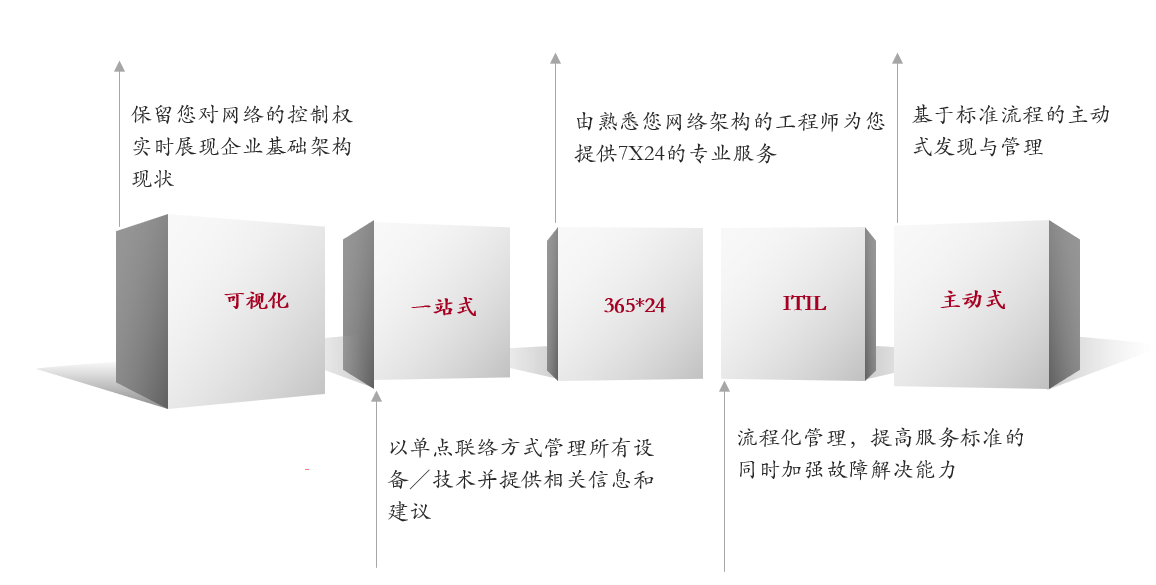 保留您对网络的控制权
实时展现企业基础架构
现状
由熟悉您网络架构的工程师为您
提供7X24的专业服务
基于标准流程的主动
式发现与管理
可视化
一站式
365*24
ITIL
主动式
以单点联络方式管理所有设
备／技术并提供相关信息和
建议
流程化管理，提高服务标准的
同时加强故障解决能力